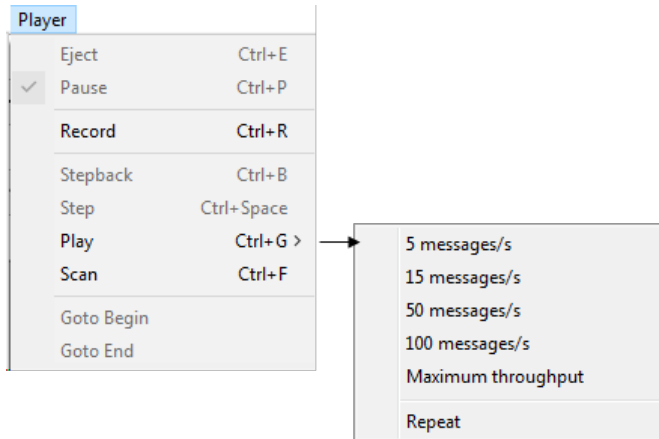 Player
Eject Ctrl+E
Pause Ctrl+P
Record Ctrl+R
Stepback Ctrl+B
Step Ctrl+Space
Play Ctrl+G >
Scan Ctrl+F
Goto Begin
Goto End
5 messages/s
15 messages/s
50 messages/s
100 messages/s
Maximum throughput
Repeat